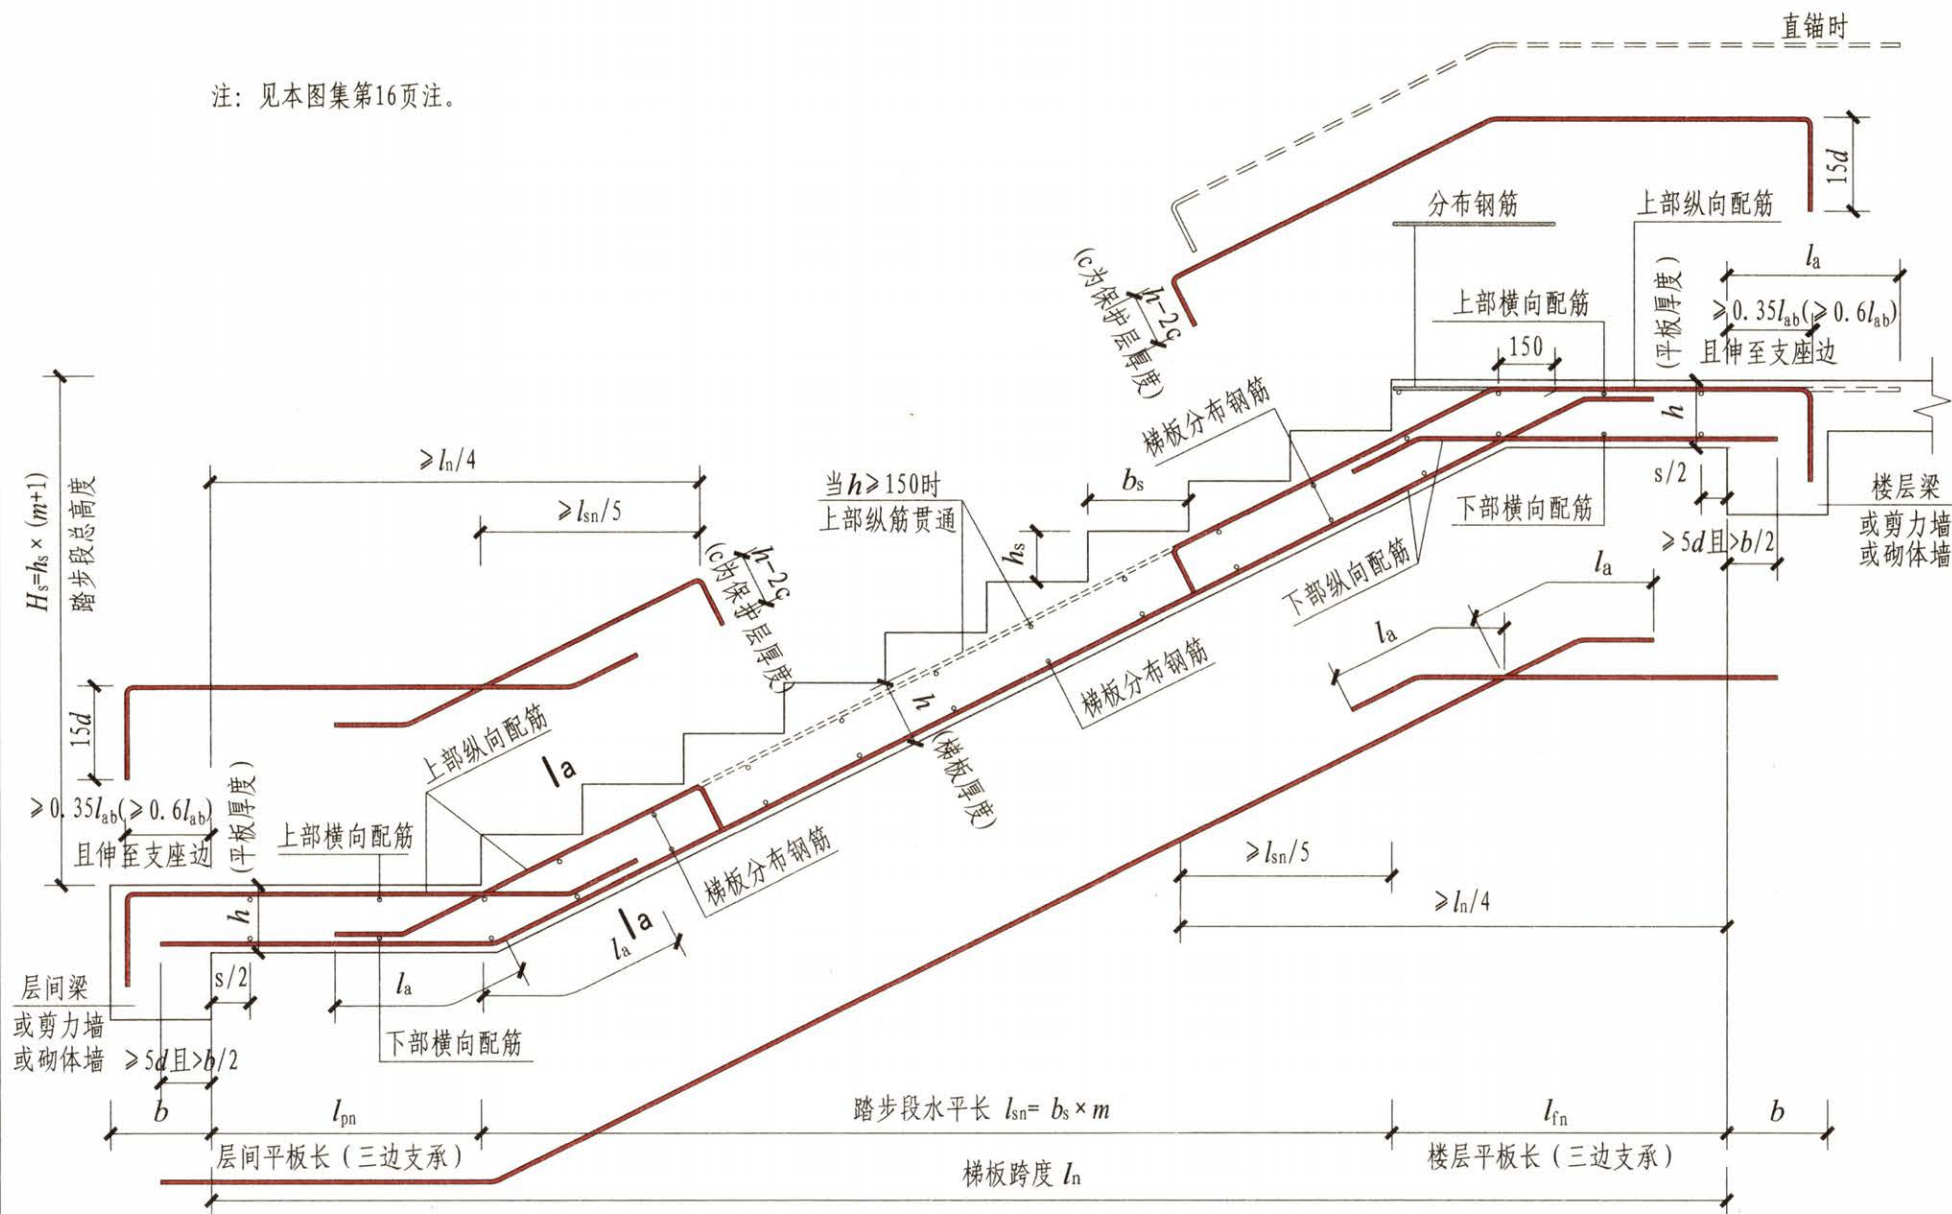 直锚时
注：见本图集第16页注。
15d
分布钢筋
上部纵向配筋
la
(c为保护层厚度)
h-2c
上部横向配筋
(平板厚度)
≥0.35lab(≥0.6lab)
且伸至支座边
150
梯板分布钢筋
h
≥ln/4
≥lsn/5
当h≥150时
上部纵筋贯通
bs
hs
s/2
下部横向配筋
楼层梁
或剪力墙
或砌体墙
≥5d且>b/2
下部纵向配筋
la
la
Hs=hs×(m+1)
踏步段总高度
(c为保护层厚度)
h-2c
15d
上部纵向配筋
la
h
(梯板厚度)
梯板分布钢筋
≥0.35lab(≥0.6lab)
且伸至支座边
(平板厚度)
上部横向配筋
梯板分布钢筋
≥lsn/5
≥ln/4
h
la
la
la
s/2
层间梁
或剪力墙
或砌体墙
≥5d且>b/2
下部横向配筋
b
lpn
踏步段水平长 lsn= bs×m
lfn
b
层间平板长（三边支承）
楼层平板长（三边支承）
梯板跨度 ln